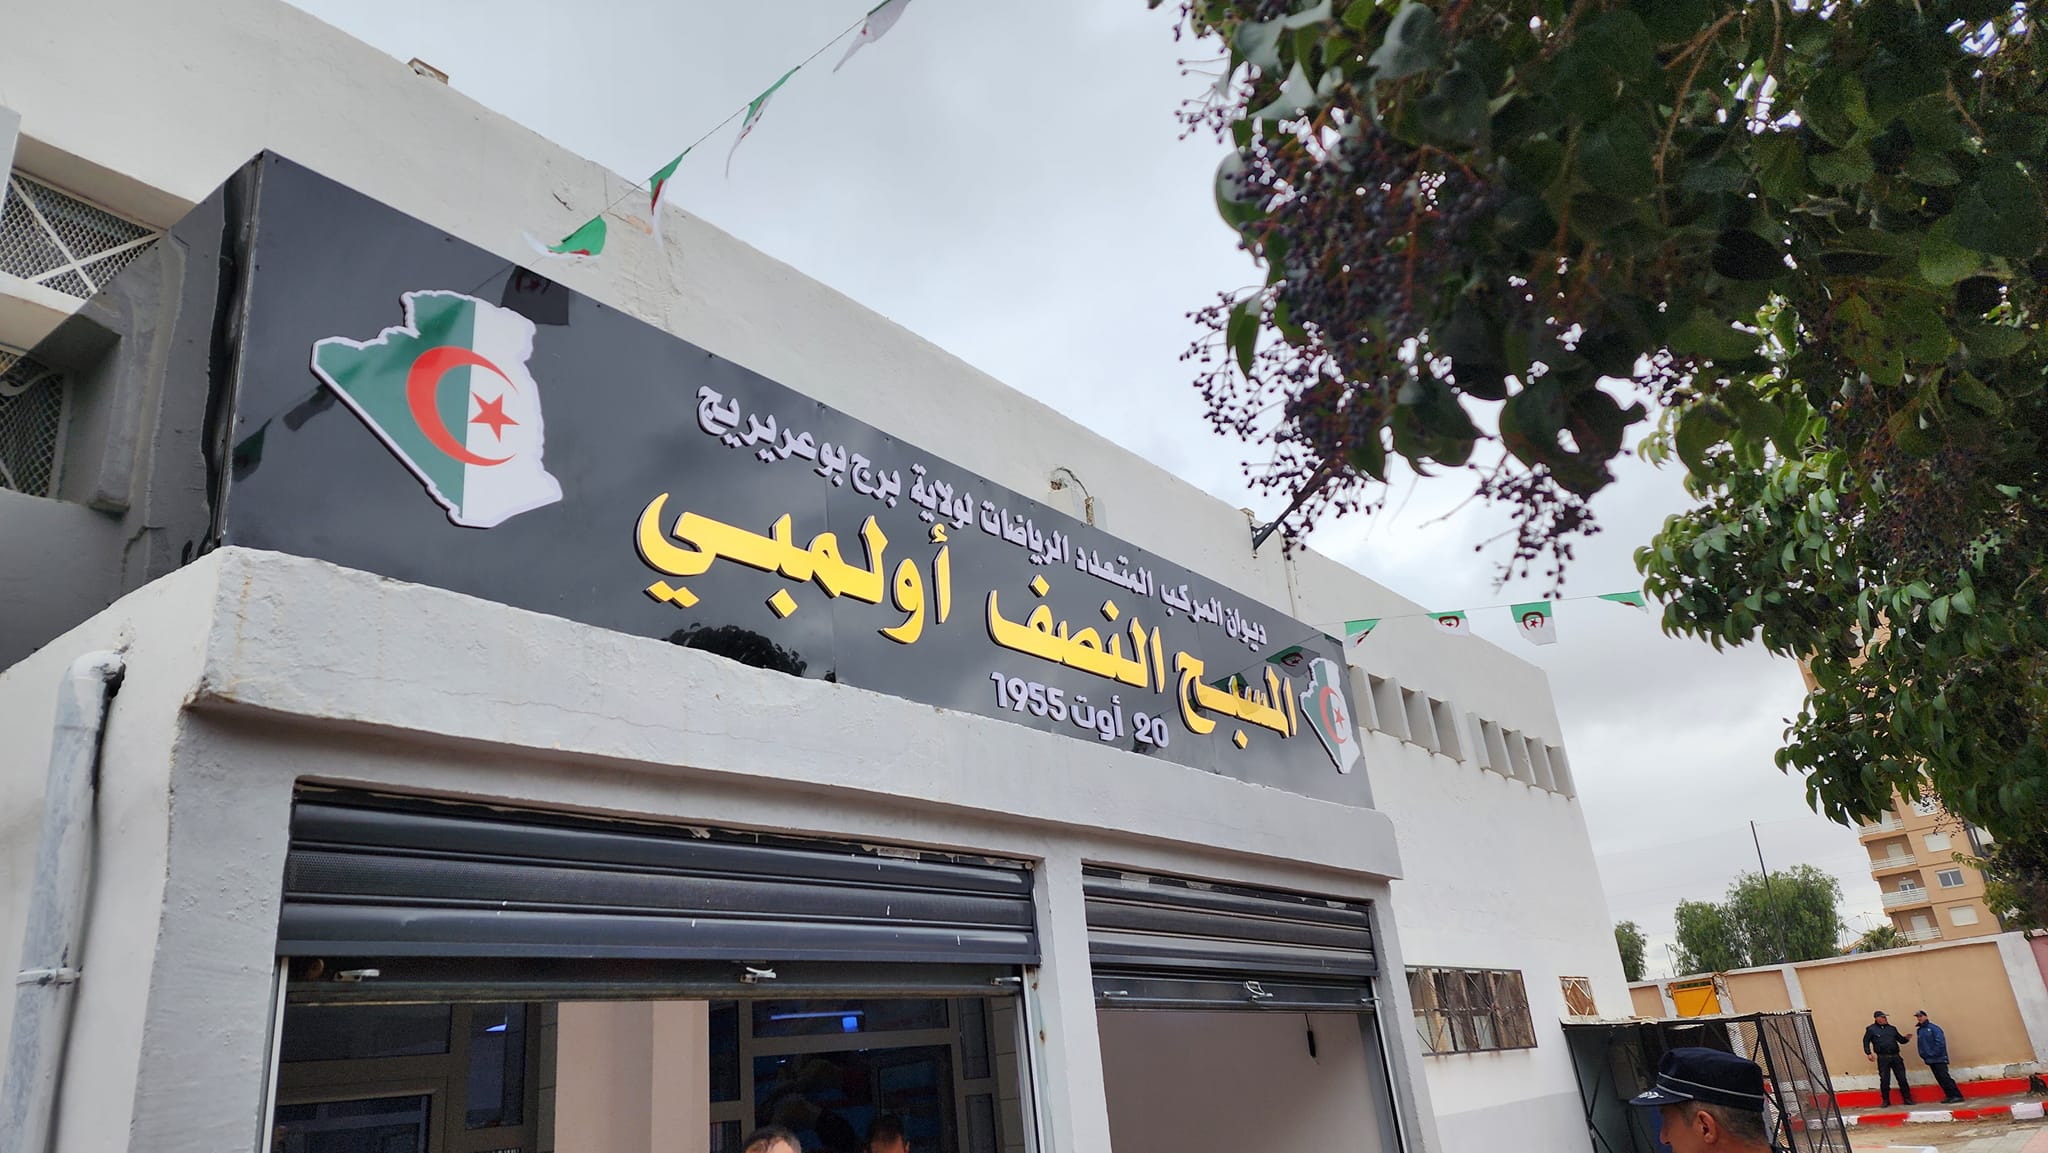 ديوان المركب المتعدد الرياضات لولاية برج بوعريريج
المسبح النصف أولمبي
20 أوت 1955